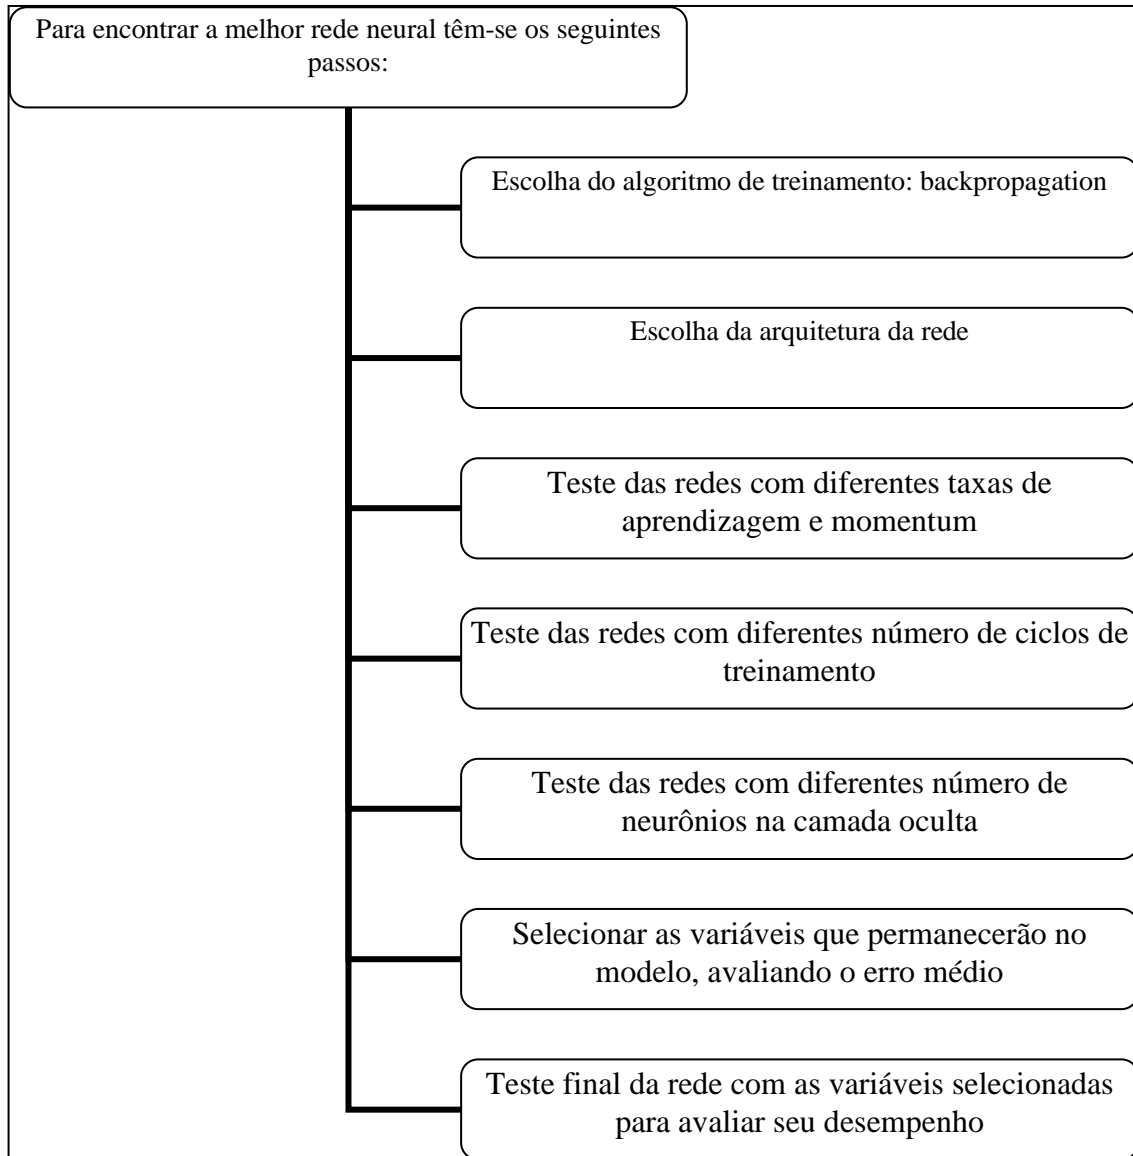 Para encontrar a melhor rede neural têm-se os seguintes
passos:
Escolha do algoritmo de treinamento: backpropagation
Escolha da arquitetura da rede
Teste das redes com diferentes taxas de
aprendizagem e momentum
Teste das redes com diferentes número de ciclos de
treinamento
Teste das redes com diferentes número de
neurônios na camada oculta
Selecionar as variáveis que permanecerão no
modelo, avaliando o erro médio
Teste final da rede com as variáveis selecionadas
para avaliar seu desempenho